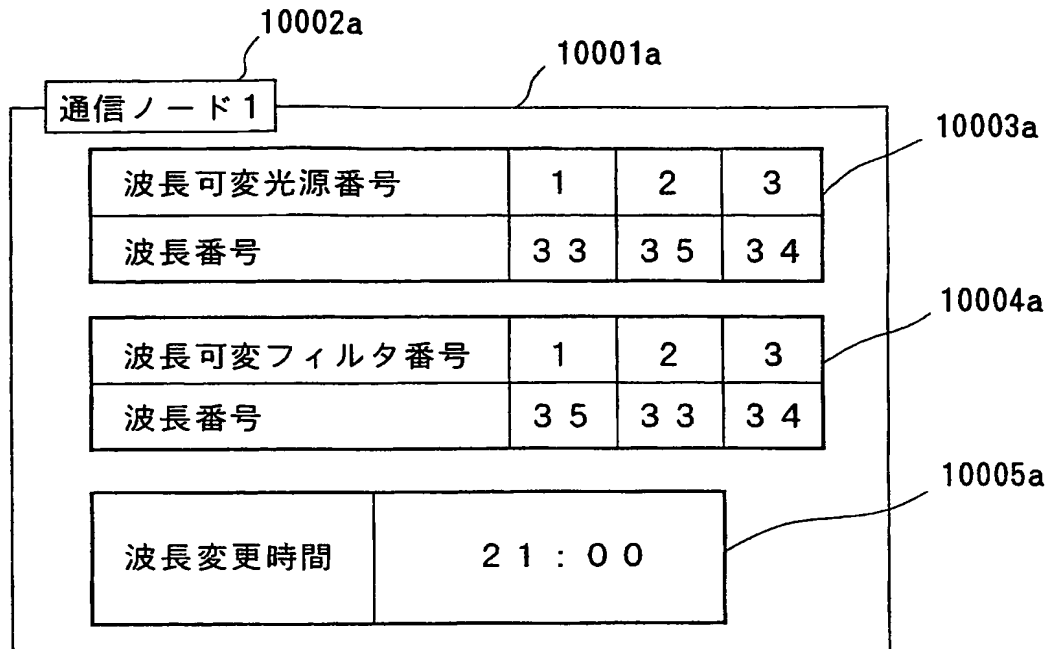 10002a
10001a
通信ノード1
10003a
波長可変光源番号 1 2 3
波長番号 33 35 34
10004a
波長可変フィルタ番号 1 2 3
波長番号 35 33 34
10005a
波長変更時間 21:00